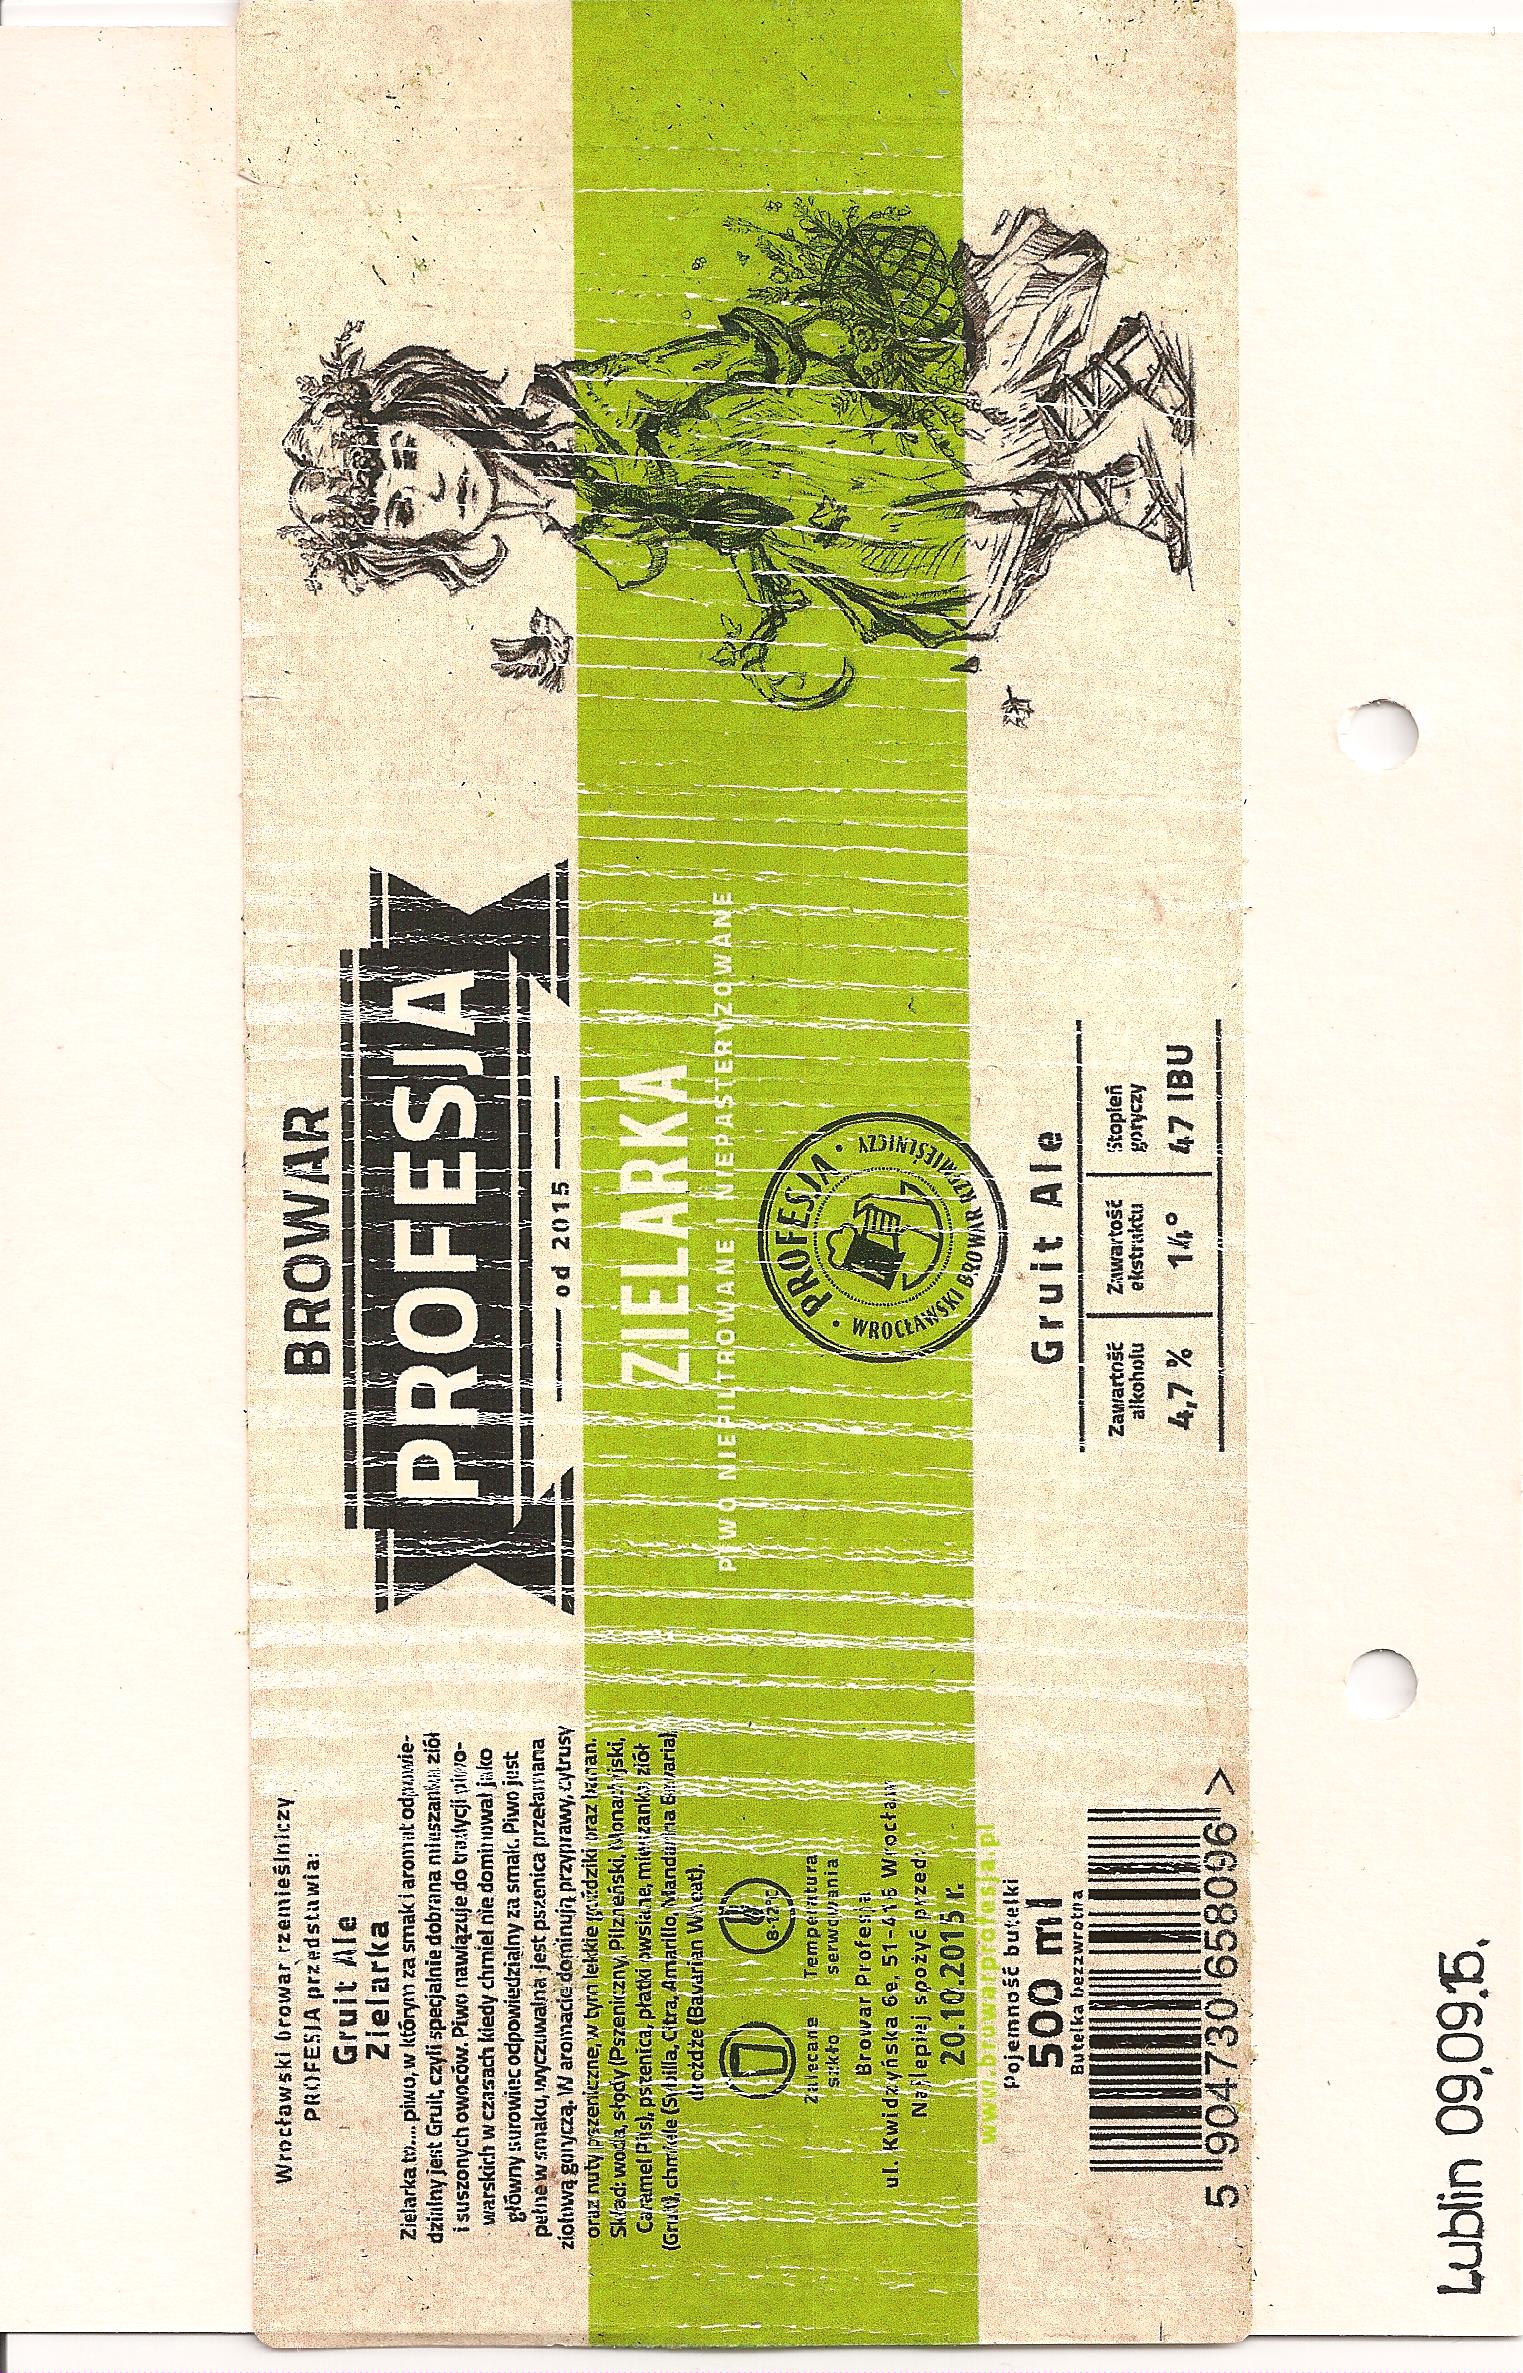 Wrocławski browar rzemieślniczy
PROFESJA przedstawia:
Gruit Ale
Zielarka
Zielarka to.... piwo, w którym za smak i aromat odpowie-
dzialny jest Gruit, czyli specjalnie dobrana mieszanka ziół
i suszonych owoców. Piwo nawiązuje do tradycji piwo-
warskich w czasach kiedy chmiel nie dominował jako
główny surowiec odpowiedzialny za smak. Piwo jest
pełne w smaku, wyczuwalna jest pszenica przełamana
ziołową goryczą. W aromacie dominują przyprawy, cytrusy
oraz nuty pszeniczne, w tym lekkie goździki oraz banan.
Skład: woda, słody (Pszeniczny, Pilzneński, Monachijski,
Caramel Pils), pszenica, płatki owsiane, mieszanka ziół
(Gruit), chmiele (Sybilla, Citra, Amarillo, Mandarina Bavaria),
drożdże (Bavarian Wheat).
8-12°C
Zalecane szkło
Temperatura serwowania
Browar Profesja
ul. Kwidzyńska 6e, 51-416 Wrocław
Najlepiej spożyć przed:
20.10.2015 r.
www.browarprofesja.pl
Pojemność butelki
500 ml
Butelka bezzwrotna
5 904730 658096 >
BROWAR
PROFESJA
od 2015
ZIELARKA
PIWO NIEFILTROWANE I NIEPASTERYZOWANE
• PROFESJA •
WROCŁAWSKI BROWAR RZEMIEŚLNICZY
Gruit Ale
Zawartość alkoholu
4,7 %
Zawartość ekstraktu
14°
Stopień goryczy
47 IBU
Lublin 09.09.15.